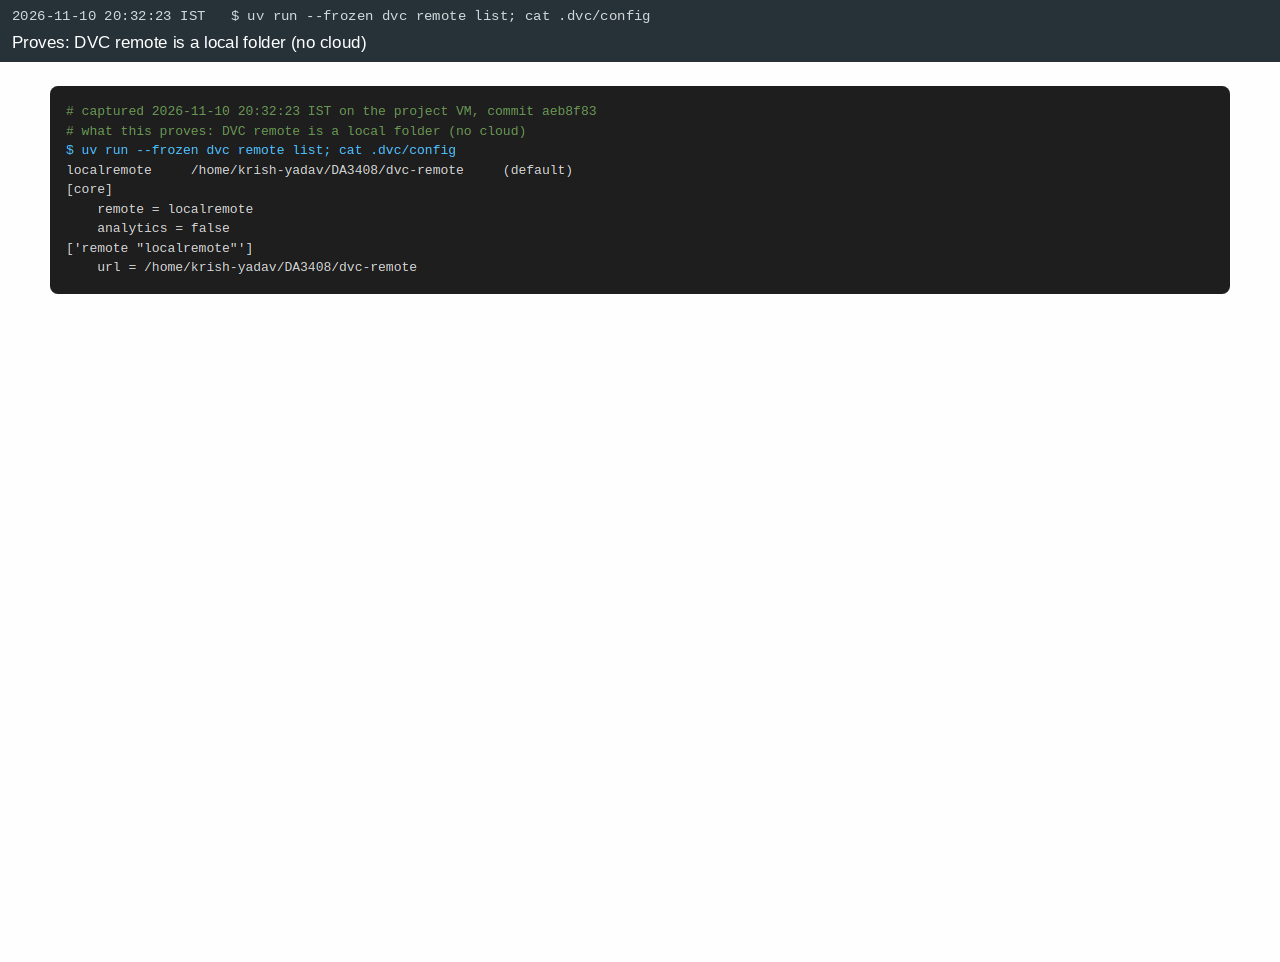 2026-11-10 20:32:23 IST   $ uv run --frozen dvc remote list; cat .dvc/config
Proves: DVC remote is a local folder (no cloud)
# captured 2026-11-10 20:32:23 IST on the project VM, commit aeb8f83
# what this proves: DVC remote is a local folder (no cloud)
$ uv run --frozen dvc remote list; cat .dvc/config
localremote     /home/krish-yadav/DA3408/dvc-remote     (default)
[core]
    remote = localremote
    analytics = false
['remote "localremote"']
    url = /home/krish-yadav/DA3408/dvc-remote